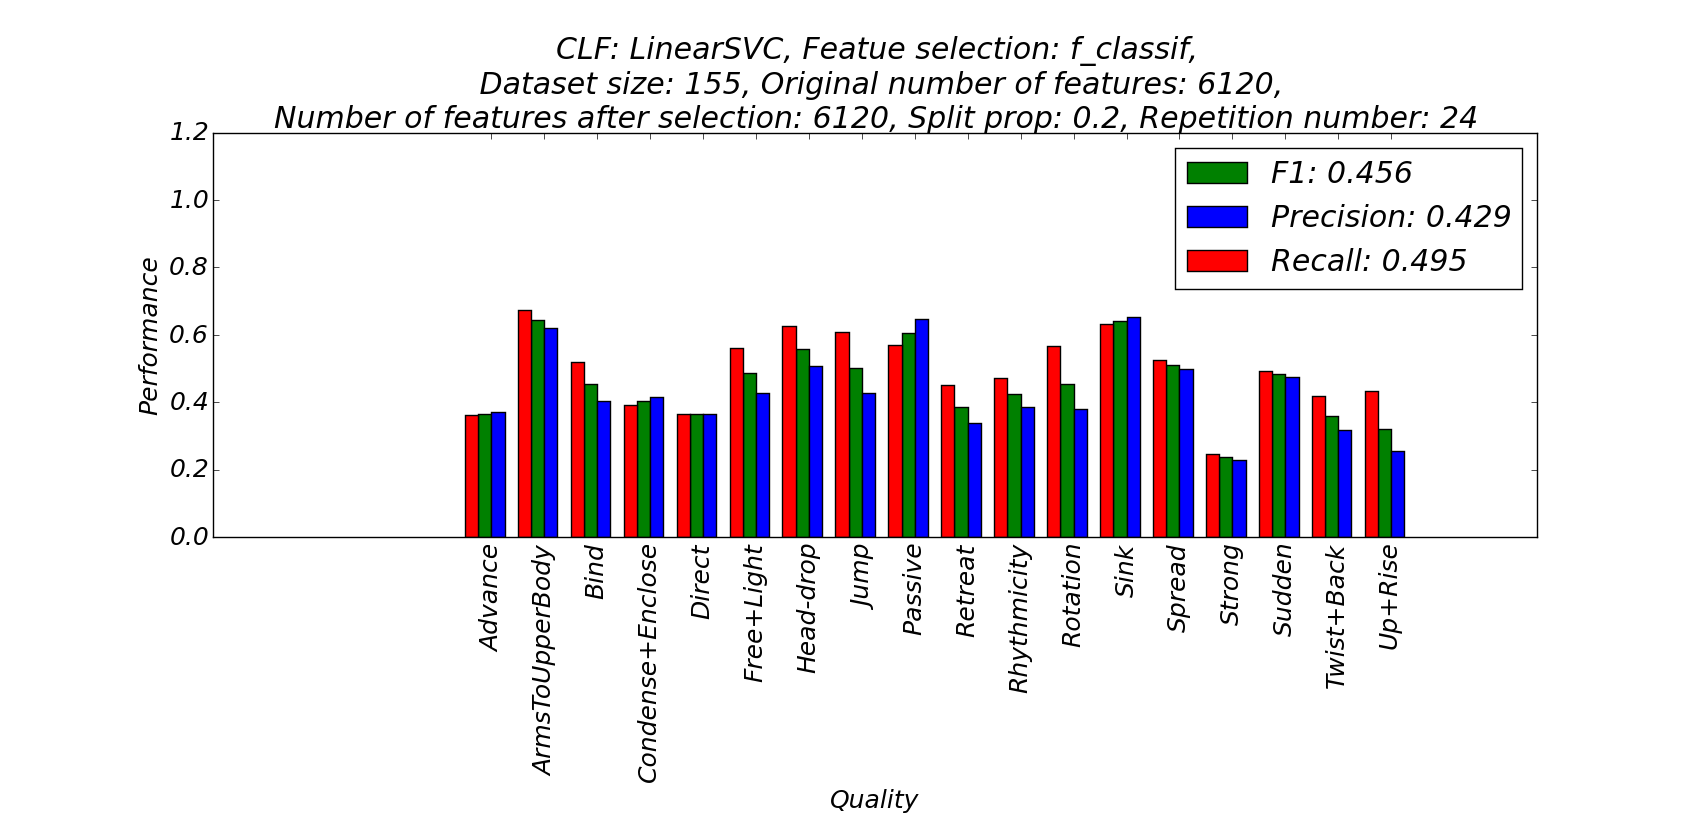 CLF: LinearSVC, Featue selection: f_classif,
Dataset size: 155, Original number of features: 6120,
Number of features after selection: 6120, Split prop: 0.2, Repetition number: 24
1.2
1.0
0.8
0.6
0.4
0.2
0.0
Performance
F1: 0.456
Precision: 0.429
Recall: 0.495
Advance
ArmsToUpperBody
Bind
Condense+Enclose
Direct
Free+Light
Head-drop
Jump
Passive
Retreat
Rhythmicity
Rotation
Sink
Spread
Strong
Sudden
Twist+Back
Up+Rise
Quality